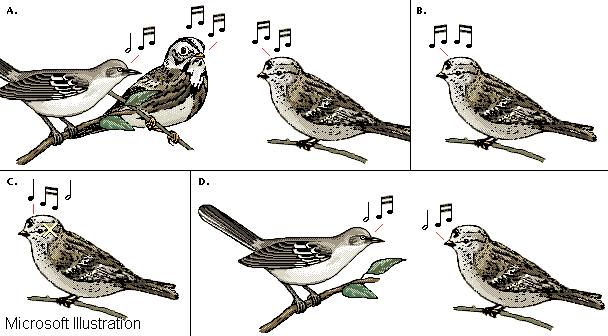 A.
B.
C.
D.
Microsoft Illustration